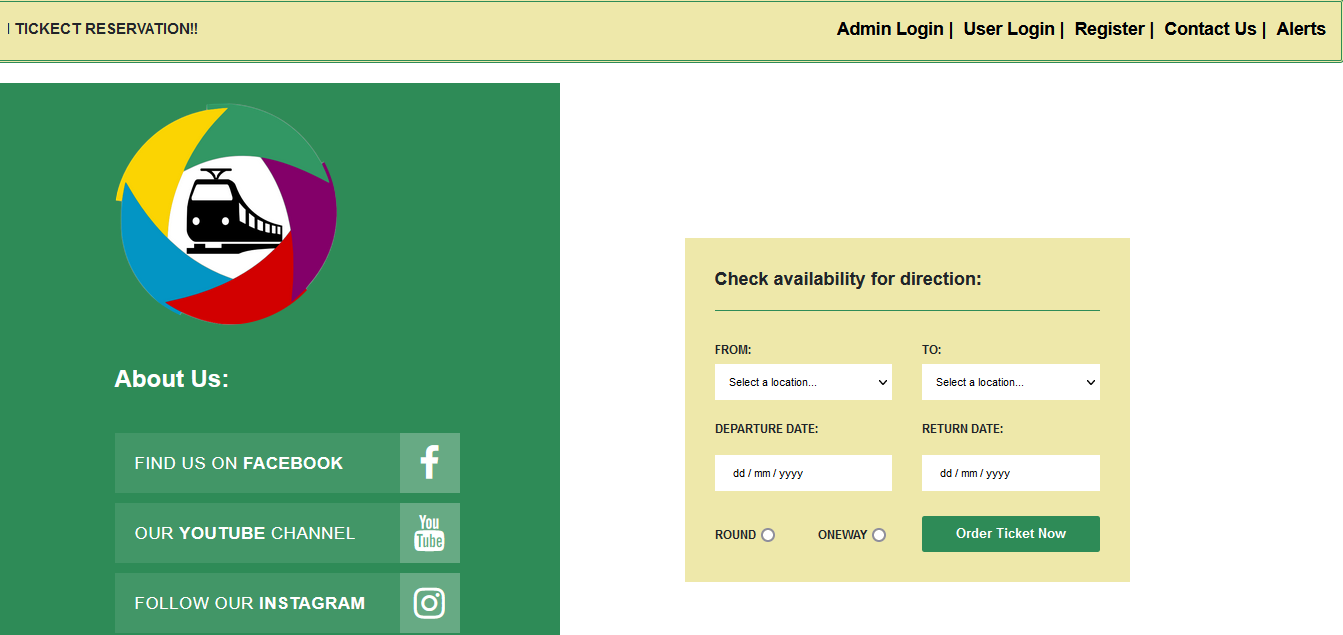 I TICKECT RESERVATION!!
Admin Login | User Login | Register | Contact Us | Alerts
About Us:
FIND US ON FACEBOOK
OUR YOUTUBE CHANNEL
You
Tube
FOLLOW OUR INSTAGRAM
Check availability for direction:
FROM: TO:
Select a location... Select a location...
DEPARTURE DATE: RETURN DATE:
dd / mm / yyyy dd / mm / yyyy
ROUND ONEWAY Order Ticket Now